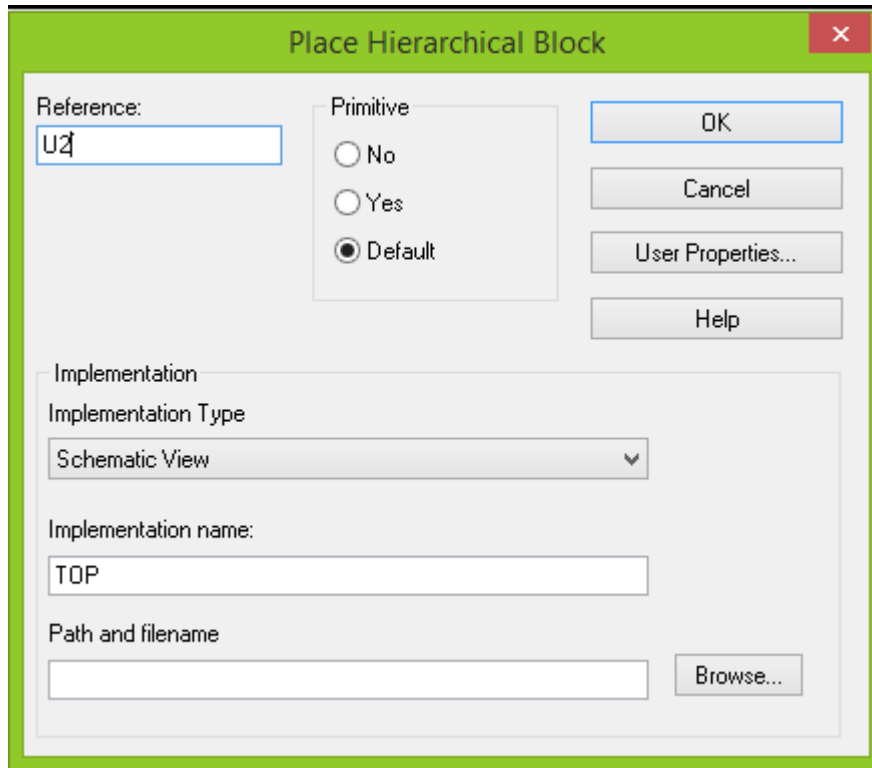 Place Hierarchical Block
Reference:
U2
Primitive
No
Yes
Default
OK
Cancel
User Properties...
Help
Implementation
Implementation Type
Schematic View
Implementation name:
TOP
Path and filename
Browse...